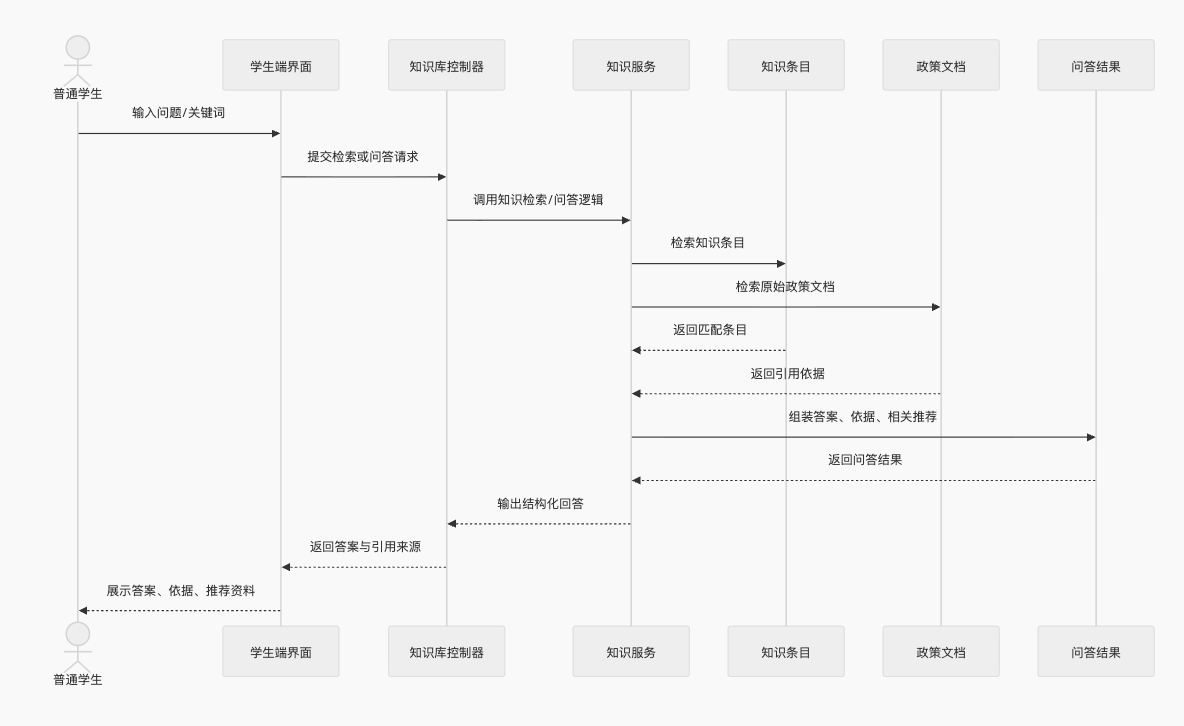 普通学生
学生端界面
知识库控制器
知识服务
知识条目
政策文档
问答结果
输入问题/关键词
提交检索或问答请求
调用知识检索/问答逻辑
检索知识条目
检索原始政策文档
返回匹配条目
返回引用依据
组装答案、依据、相关推荐
返回问答结果
输出结构化回答
返回答案与引用来源
展示答案、依据、推荐资料
普通学生
学生端界面
知识库控制器
知识服务
知识条目
政策文档
问答结果